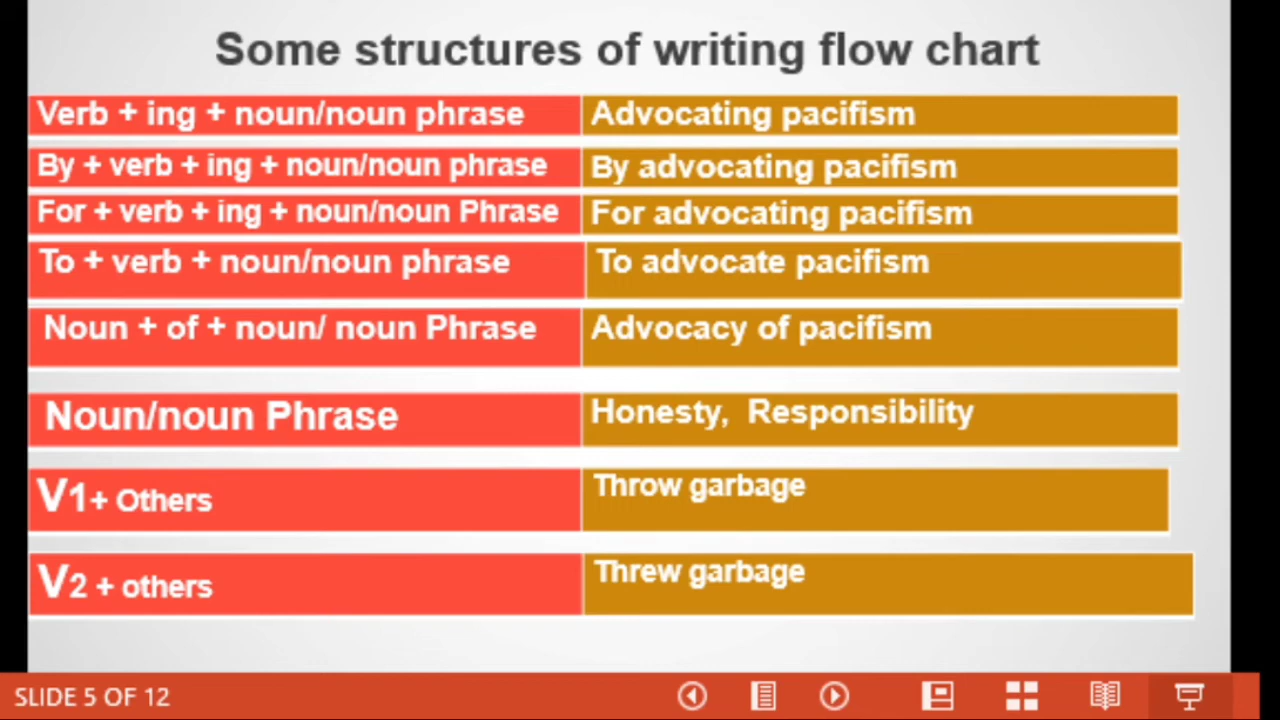 Some structures of writing flow chart
Verb + ing + noun/noun phrase Advocating pacifism
By + verb + ing + noun/noun phrase By advocating pacifism
For + verb + ing + noun/noun Phrase For advocating pacifism
To + verb + noun/noun phrase To advocate pacifism
Noun + of + noun/ noun Phrase Advocacy of pacifism
Noun/noun Phrase Honesty, Responsibility
V1+ Others Throw garbage
V2 + others Threw garbage
SLIDE 5 OF 12